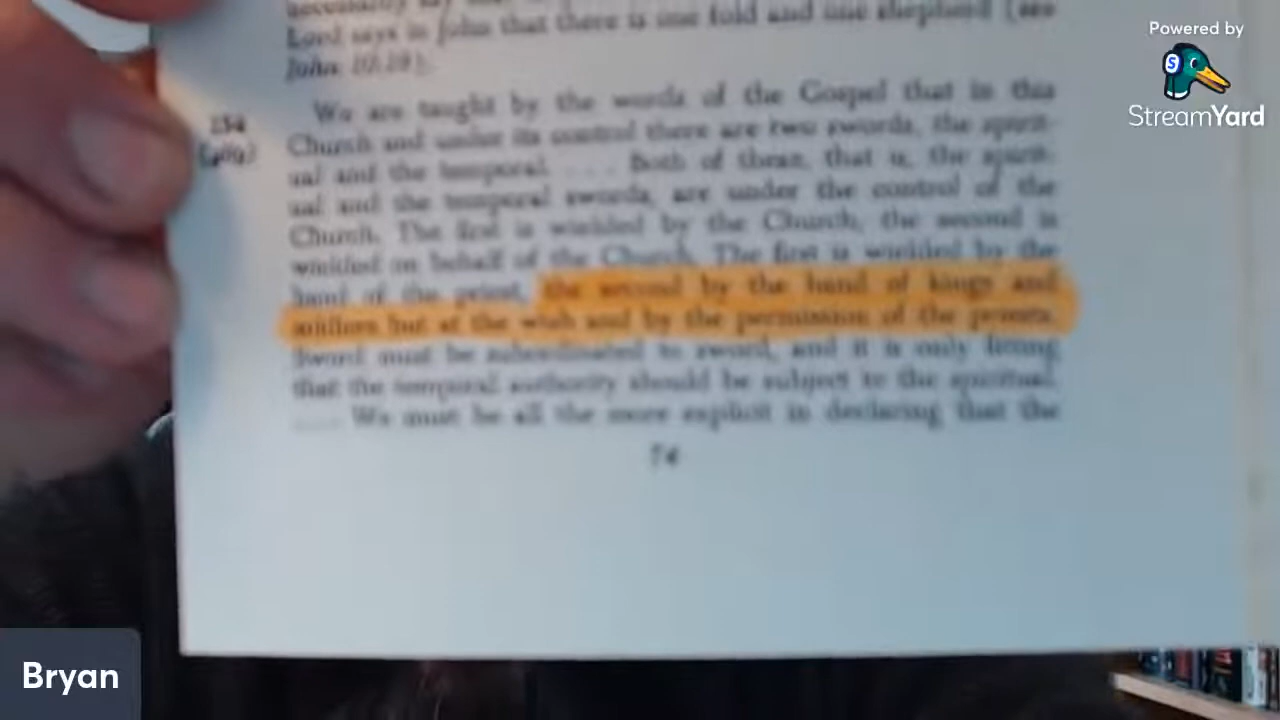 Lord says in John that there is one fold and one shepherd (see
John 10:16).
We are taught by the words of the Gospel that in this
154
(469)
Church and under its control there are two swords, the spirit-
ual and the temporal. . . . Both of these, that is, the spirit-
ual and the temporal swords, are under the control of the
Church. The first is wielded by the Church; the second is
wielded on behalf of the Church. The first is wielded by the
hand of the priest, the second by the hand of kings and
soldiers but at the wish and by the permission of the priests.
Sword must be subordinated to sword, and it is only fitting
that the temporal authority should be subject to the spiritual.
. . . . We must be all the more explicit in declaring that the
74
Powered by
StreamYard
Bryan